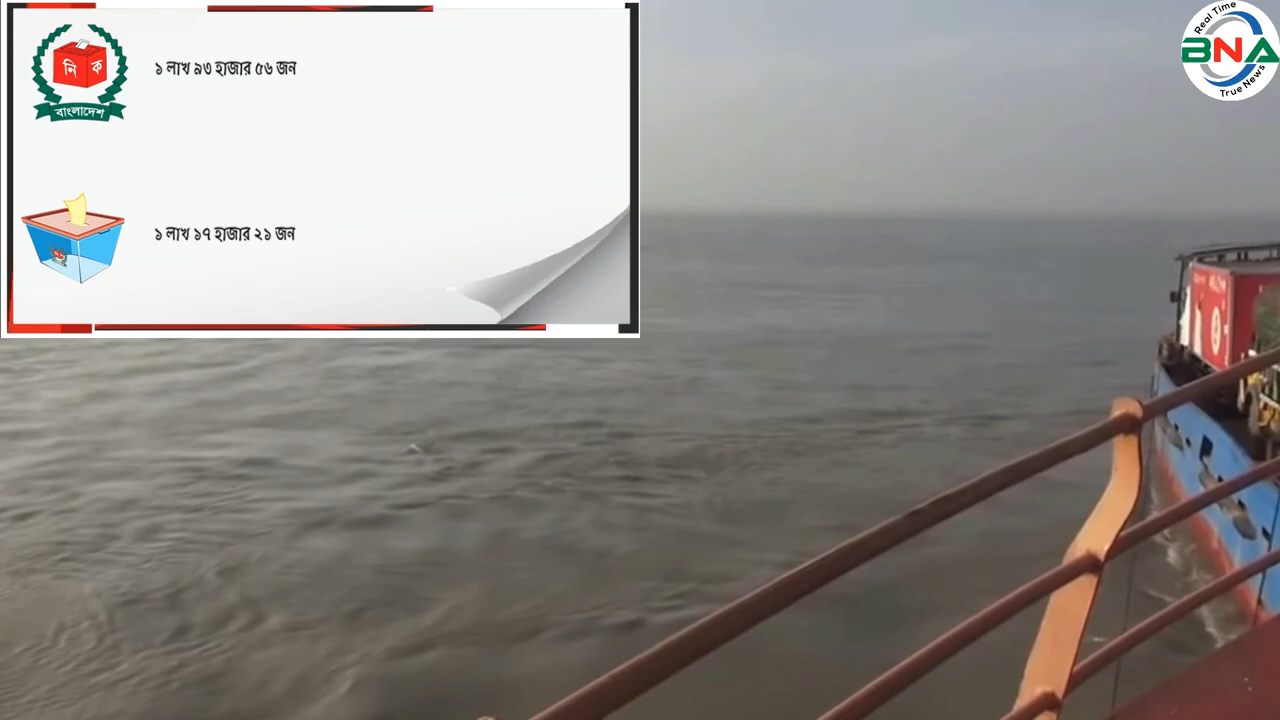 নি ক
বাংলাদেশ
১ লাখ ৯৩ হাজার ৫৬ জন
১ লাখ ১৭ হাজার ২১ জন
Real Time
BNA
True News